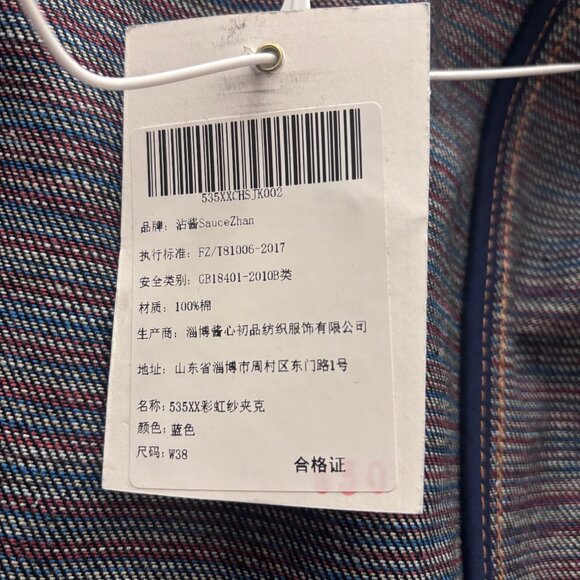 535XXCHSJK002
品牌: 沾酱SauceZhan
执行标准: FZ/T81006-2017
安全类别: GB18401-2010B类
材质: 100%棉
生产商: 淄博酱心初品纺织服饰有限公司
地址: 山东省淄博市周村区东门路1号
名称: 535XX彩虹纱夹克
颜色: 蓝色
尺码: W38
合格证